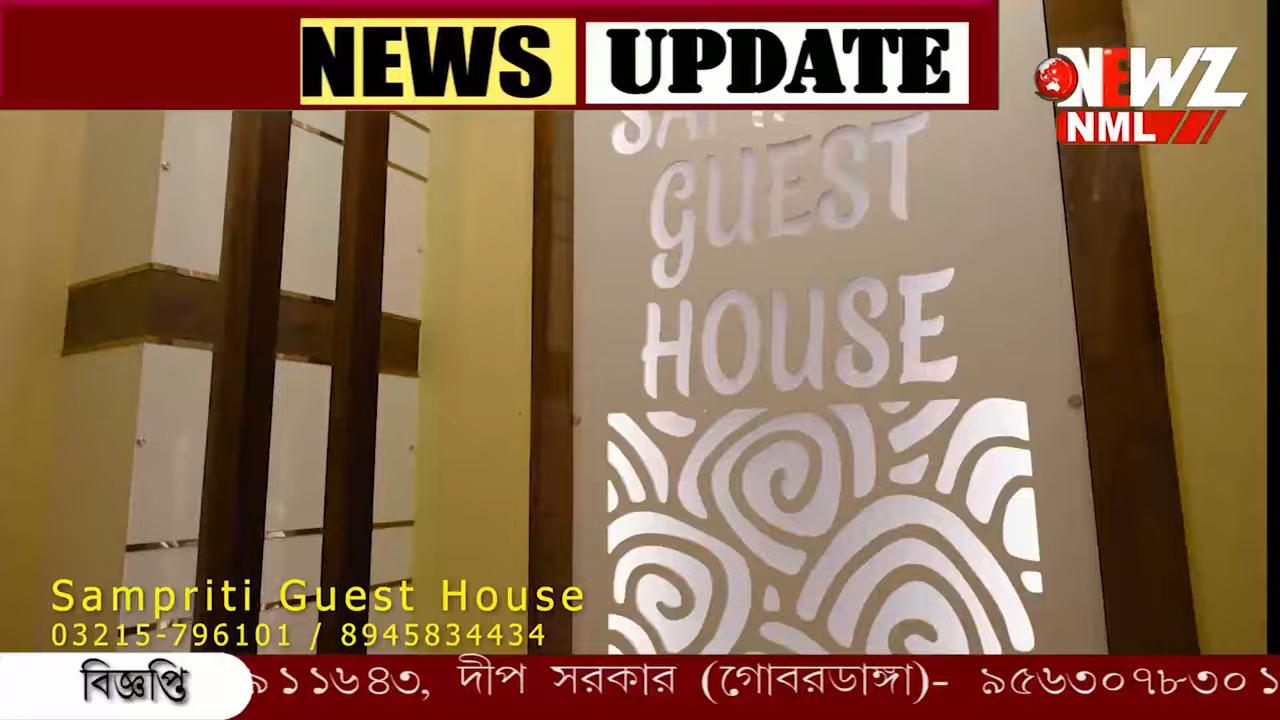 NEWS UPDATE
NEWZ
NML
GUEST
HOUSE
Sampriti Guest House
03215-796101 / 8945834434
বিজ্ঞপ্তি ৯১১৬৪৩, দীপ সরকার (গোবরডাঙ্গা)- ৯৫৬৩০৭৮৩০১